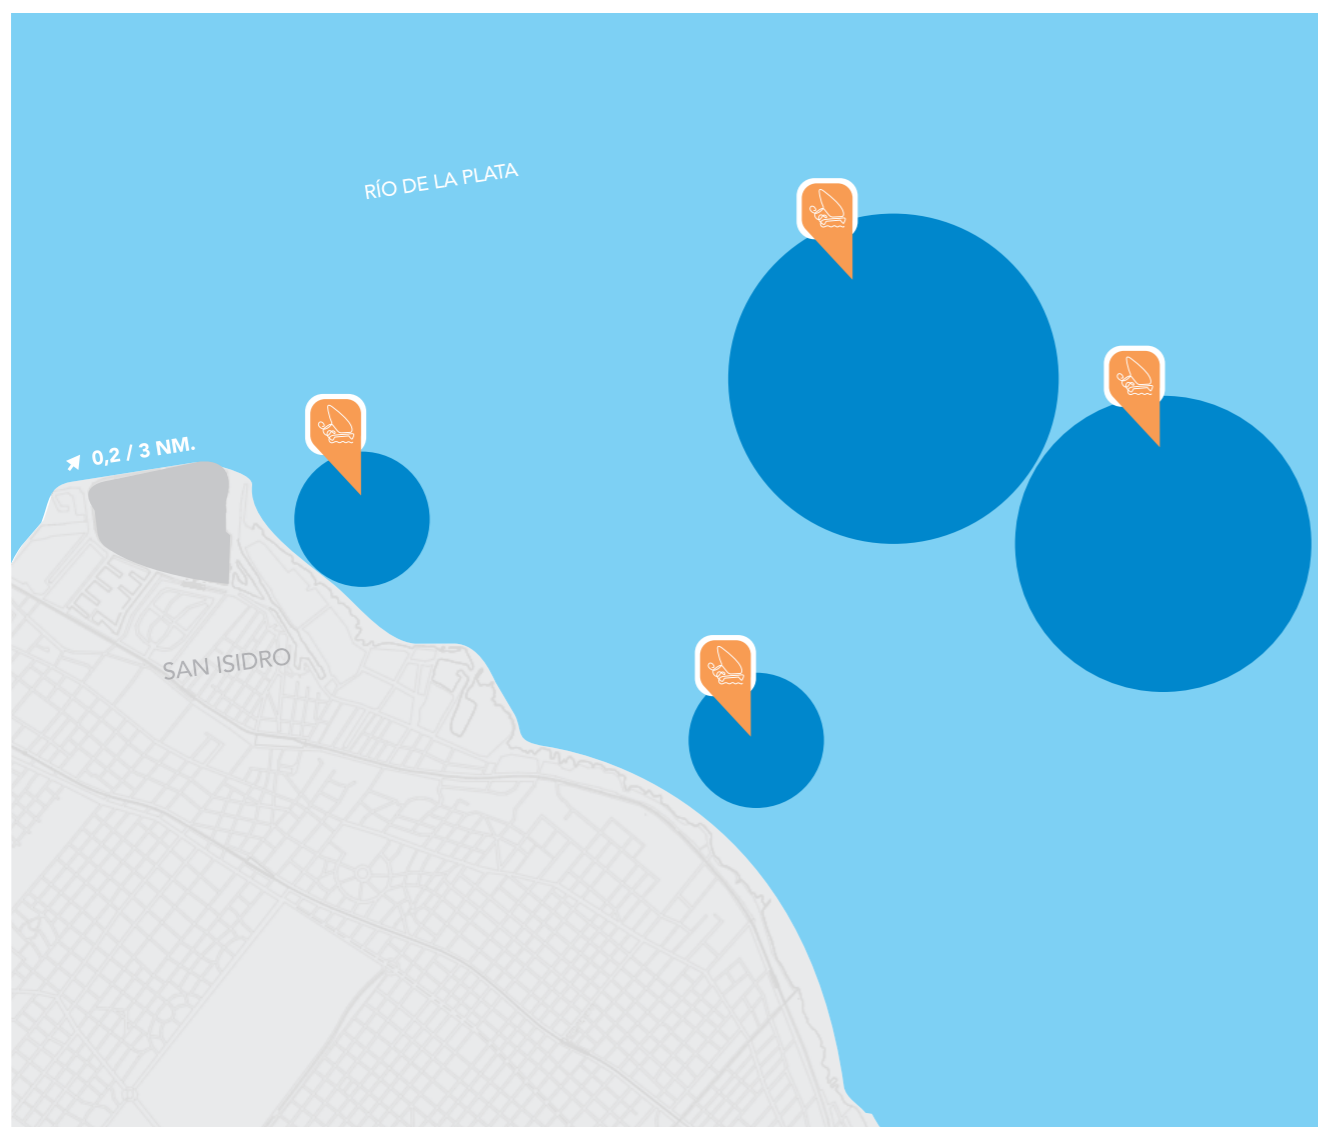 RÍO DE LA PLATA
0,2 / 3 NM.
SAN ISIDRO